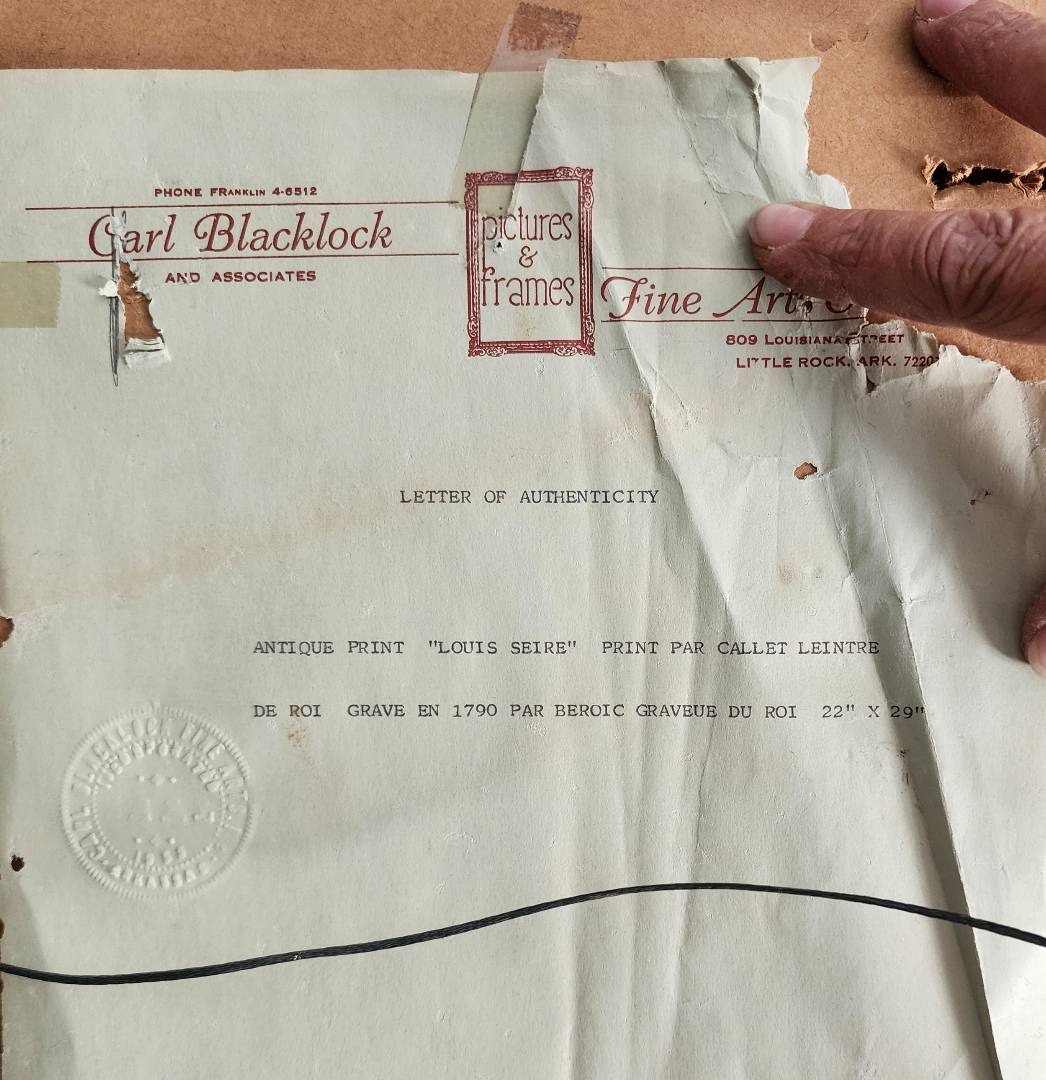 PHONE FRANKLIN 4-6512
Carl Blacklock
AND ASSOCIATES
pictures
&
frames
Fine Art
809 LOUISIANA STREET
LITTLE ROCK, ARK. 7220
LETTER OF AUTHENTICITY
ANTIQUE PRINT "LOUIS SEIRE" PRINT PAR CALLET LEINTRE
DE ROI GRAVE EN 1790 PAR BEROIC GRAVEUE DU ROI 22" X 29"